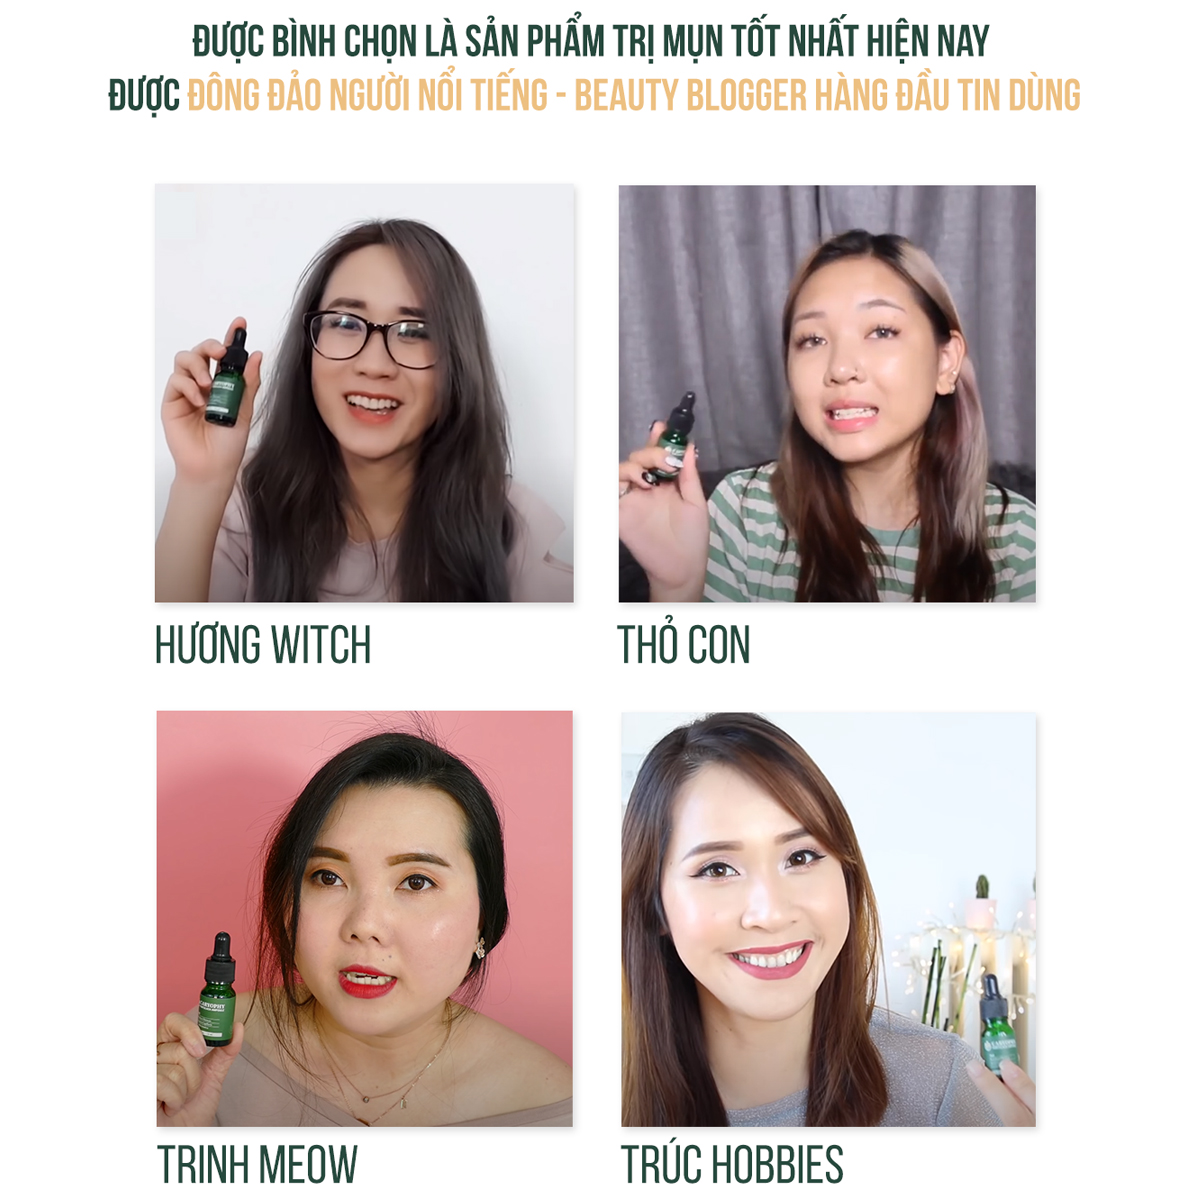 ĐƯỢC BÌNH CHỌN LÀ SẢN PHẨM TRỊ MỤN TỐT NHẤT HIỆN NAY
ĐƯỢC ĐÔNG ĐẢO NGƯỜI NỔI TIẾNG - BEAUTY BLOGGER HÀNG ĐẦU TIN DÙNG
HƯƠNG WITCH
THỎ CON
TRINH MEOW
TRÚC HOBBIES